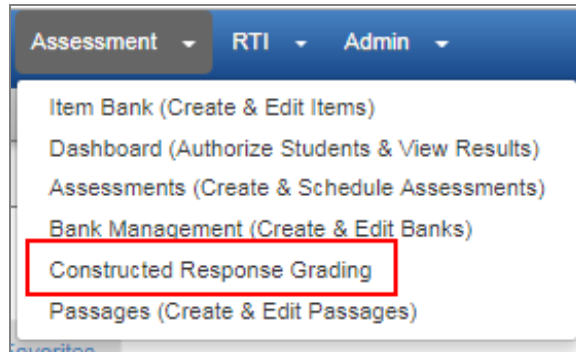 Assessment RTI Admin
Item Bank (Create & Edit Items)
Dashboard (Authorize Students & View Results)
Assessments (Create & Schedule Assessments)
Bank Management (Create & Edit Banks)
Constructed Response Grading
Passages (Create & Edit Passages)